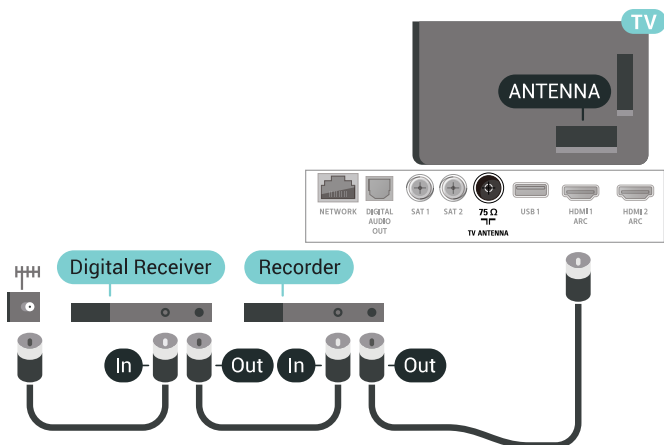 TV
ANTENNA
NETWORK
DIGITAL
AUDIO
OUT
SAT 1
SAT 2
75 Ω
TV ANTENNA
USB 1
HDMI 1
ARC
HDMI 2
ARC
Digital Receiver
Recorder
In
Out
In
Out